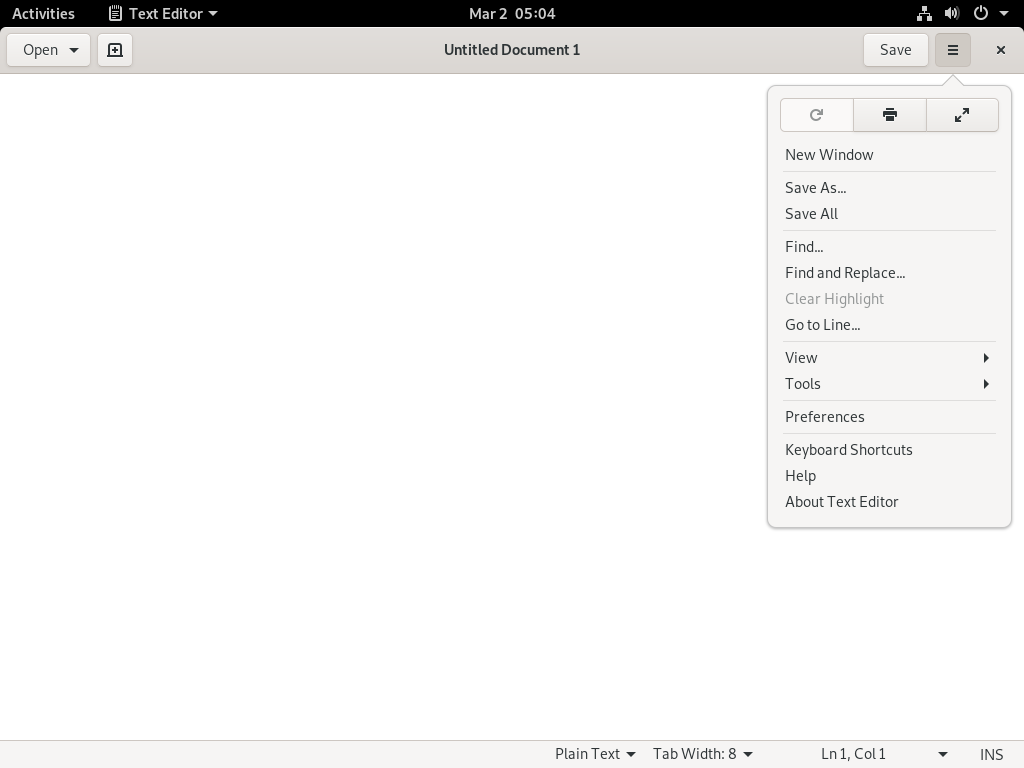 Activities Text Editor Mar 2 05:04
Open Untitled Document 1 Save
New Window
Save As...
Save All
Find...
Find and Replace...
Clear Highlight
Go to Line...
View
Tools
Preferences
Keyboard Shortcuts
Help
About Text Editor
Plain Text Tab Width: 8 Ln 1, Col 1 INS